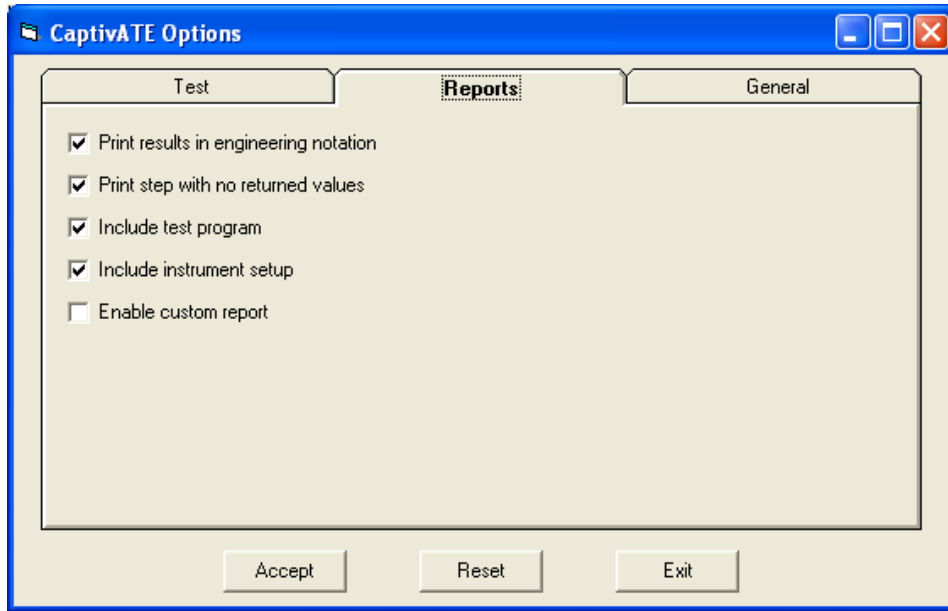 CaptivATE Options
Test Reports General
Print results in engineering notation
Print step with no returned values
Include test program
Include instrument setup
Enable custom report
Accept Reset Exit